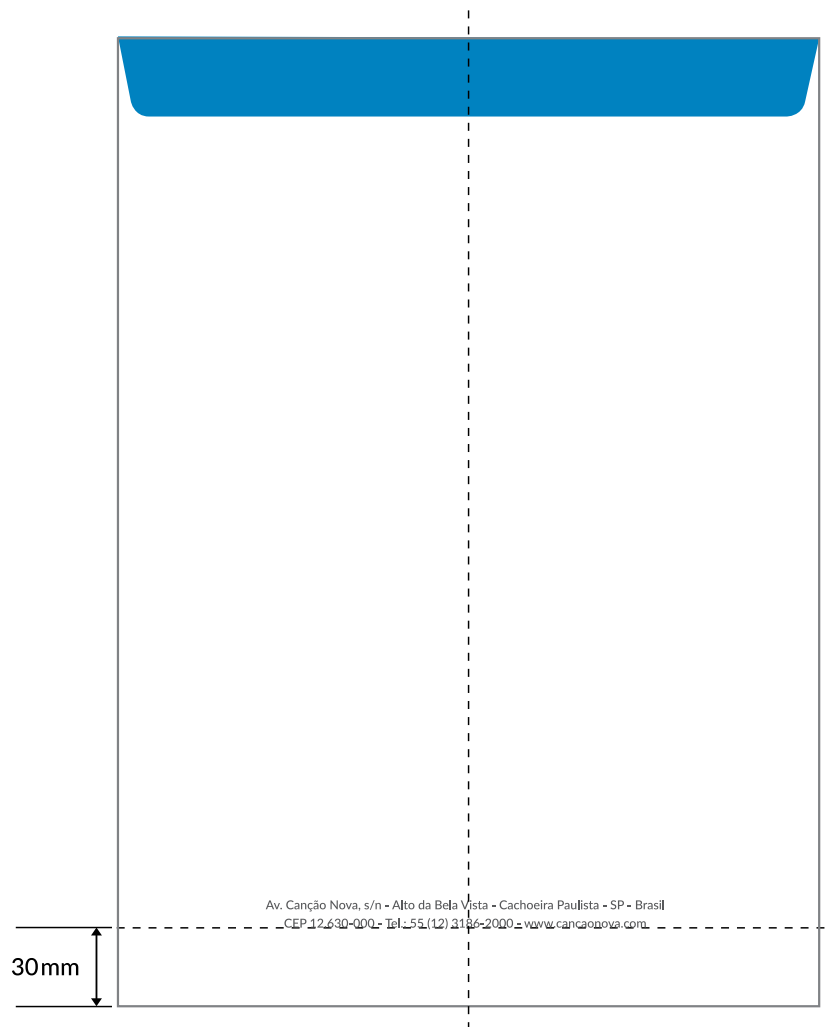 Av. Canção Nova, s/n - Alto da Bela Vista - Cachoeira Paulista - SP - Brasil
CEP 12.630-000 - Tel.: 55 (12) 3186-2000 - www.cancaonova.com
30mm